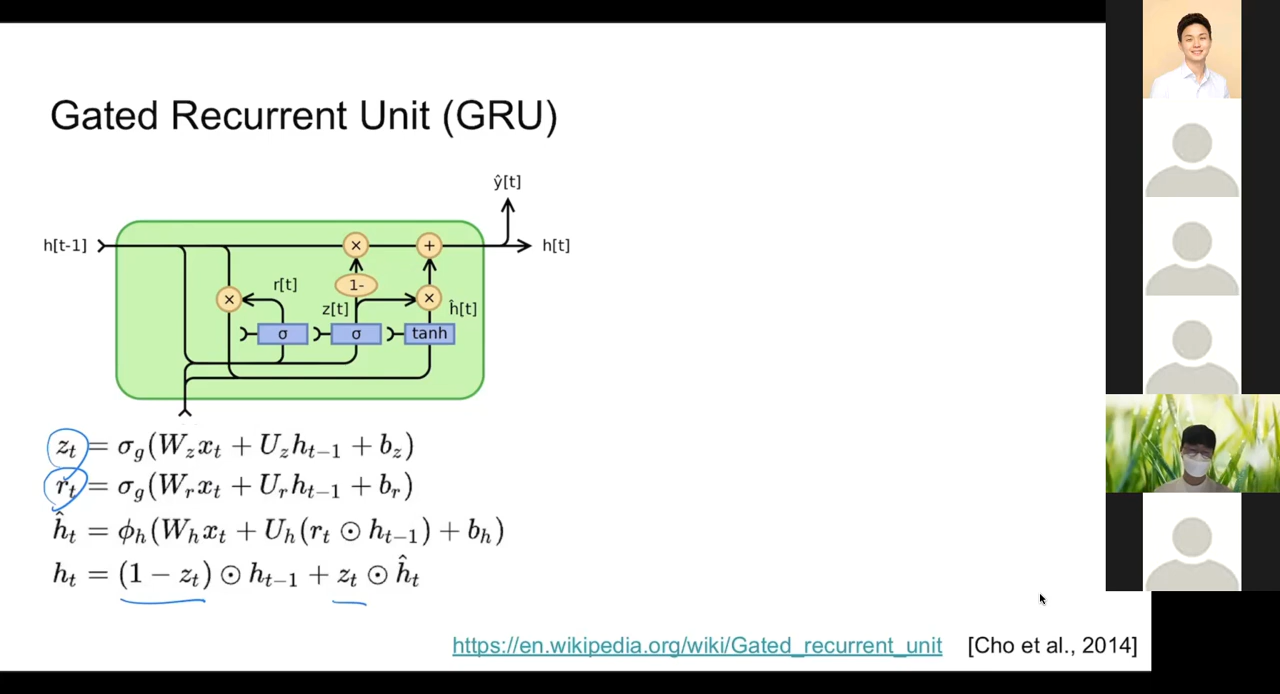 Gated Recurrent Unit (GRU)
ŷ[t]
h[t-1]
h[t]
×
+
r[t]
1-
×
×
z[t]
ĥ[t]
σ
σ
tanh
z_t = σ_g(W_z x_t + U_z h_{t−1} + b_z)
r_t = σ_g(W_r x_t + U_r h_{t−1} + b_r)
ĥ_t = ϕ_h(W_h x_t + U_h(r_t ⊙ h_{t−1}) + b_h)
h_t = (1 − z_t) ⊙ h_{t−1} + z_t ⊙ ĥ_t
https://en.wikipedia.org/wiki/Gated_recurrent_unit [Cho et al., 2014]